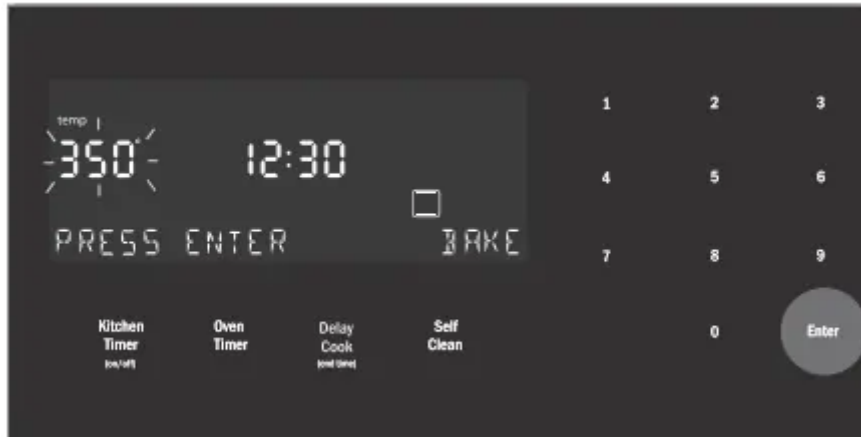 temp
350° 12:30
PRESS ENTER BAKE
Kitchen Timer (on/off)
Oven Timer
Delay Cook (end time)
Self Clean
1 2 3
4 5 6
7 8 9
0 Enter